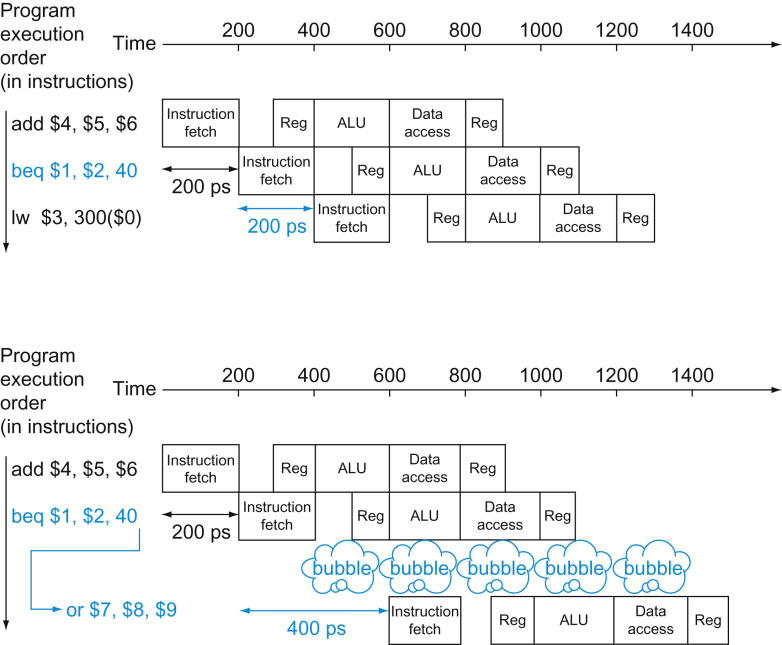 Program
execution
order
(in instructions)
Time
200 400 600 800 1000 1200 1400
add $4, $5, $6
Instruction
fetch
Reg
ALU
Data
access
Reg
beq $1, $2, 40
200 ps
Instruction
fetch
Reg
ALU
Data
access
Reg
lw $3, 300($0)
200 ps
Instruction
fetch
Reg
ALU
Data
access
Reg
Program
execution
order
(in instructions)
Time
200 400 600 800 1000 1200 1400
add $4, $5, $6
Instruction
fetch
Reg
ALU
Data
access
Reg
beq $1, $2, 40
200 ps
Instruction
fetch
Reg
ALU
Data
access
Reg
bubble bubble bubble bubble bubble
or $7, $8, $9
400 ps
Instruction
fetch
Reg
ALU
Data
access
Reg